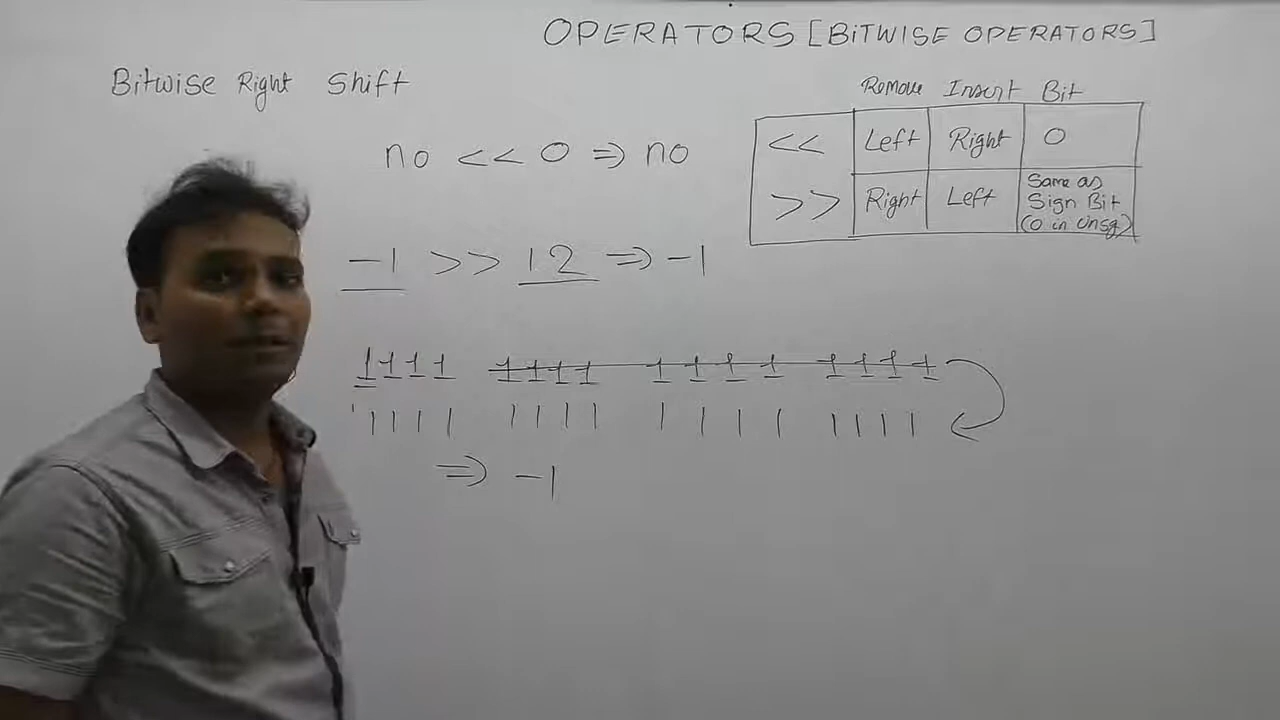 OPERATORS [BITWISE OPERATORS]
Bitwise Right Shift
Remove Insert Bit
<< Left Right 0
>> Right Left Same as Sign Bit (0 in Unsg)
no << 0 ⇒ no
-1 >> 12 ⇒ -1
1111 1111 1111 1111
1111 1111 1111 1111
⇒ -1